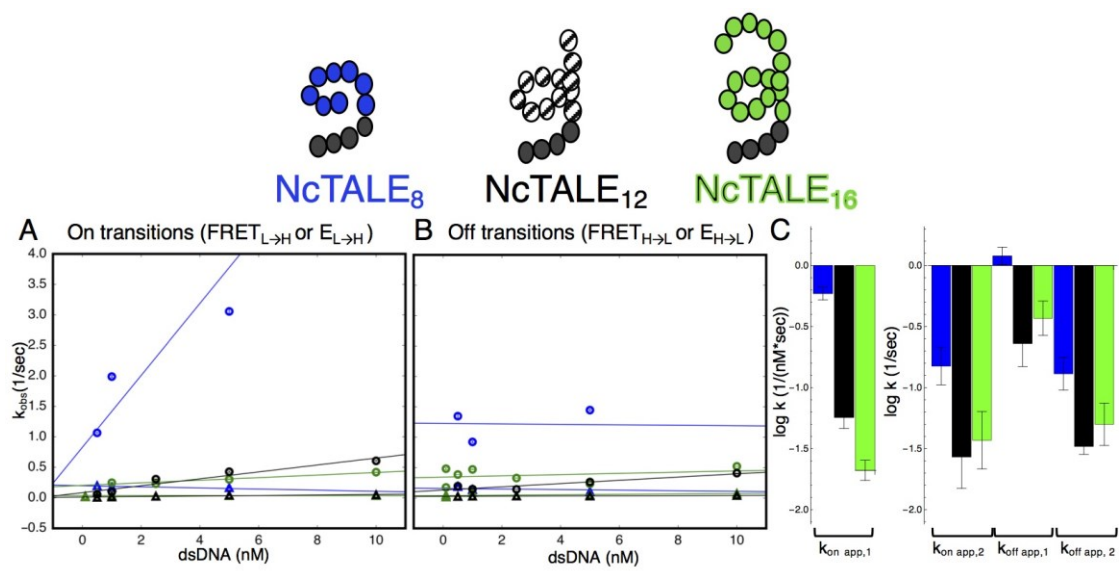 NcTALE8 NcTALE12 NcTALE16
A On transitions (FRETL→H or EL→H) B Off transitions (FRETH→L or EH→L) C
kobs(1/sec)
4.0
3.5
3.0
2.5
2.0
1.5
1.0
0.5
0.0
−0.5
0 2 4 6 8 10
dsDNA (nM)
0 2 4 6 8 10
dsDNA (nM)
log k (1/(nM*sec))
0.0
−0.5
−1.0
−1.5
−2.0
kon app,1
log k (1/sec)
0.0
−0.5
−1.0
−1.5
−2.0
kon app,2 koff app,1 koff app, 2